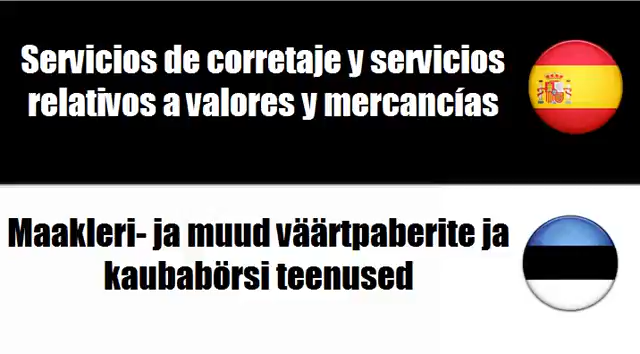 Servicios de corretaje y servicios
relativos a valores y mercancías
Maakleri- ja muud väärtpaberite ja
kaubabörsi teenused